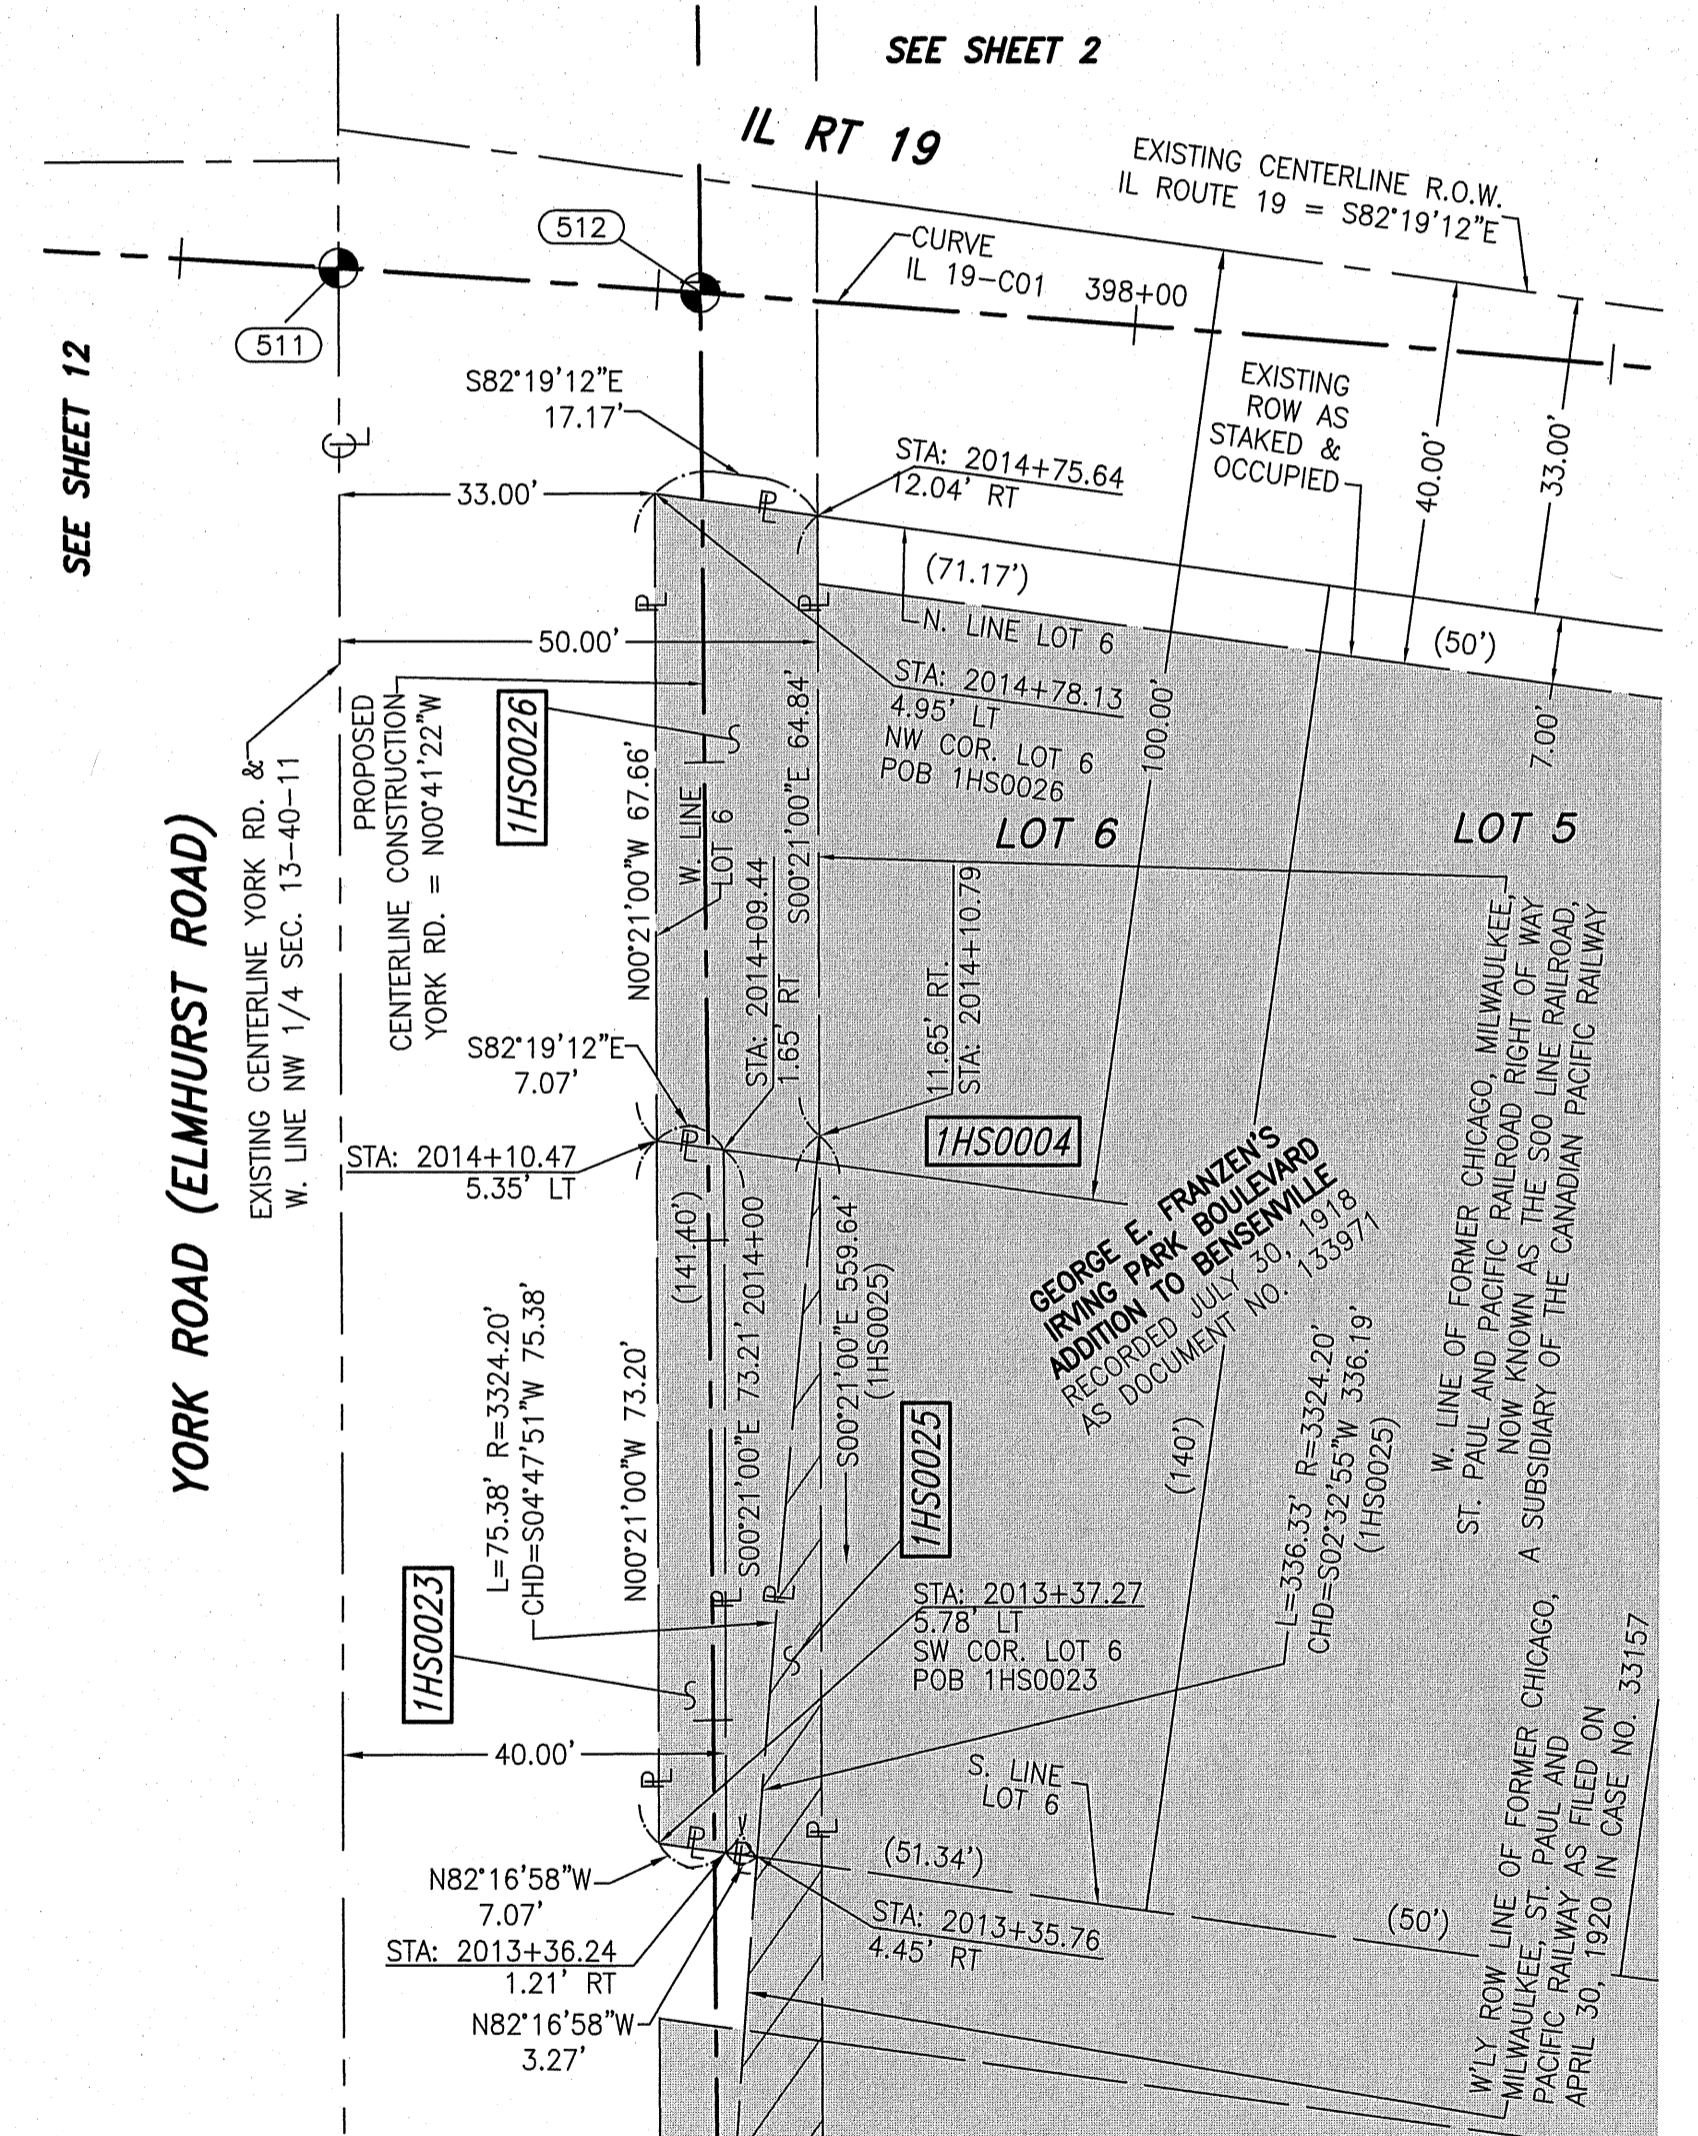 SEE SHEET 2
IL RT 19
EXISTING CENTERLINE R.O.W.
IL ROUTE 19 = S82°19'12"E
512
CURVE
IL 19-C01
398+00
511
SEE SHEET 12
S82°19'12"E
17.17'
EXISTING
ROW AS
STAKED &
OCCUPIED
40.00'
33.00'
STA: 2014+75.64
12.04' RT
33.00'
(71.17')
N. LINE LOT 6
50.00'
(50')
STA: 2014+78.13
4.95' LT
NW COR. LOT 6
POB 1HS0026
100.00'
7.00'
1HS0026
PROPOSED
CENTERLINE CONSTRUCTION
YORK RD. = N00°41'22"W
EXISTING CENTERLINE YORK RD. &
W. LINE NW 1/4 SEC. 13-40-11
YORK ROAD (ELMHURST ROAD)
N00°21'00"W 67.66'
W. LINE
LOT 6
S00°21'00"E 64.84'
LOT 6
LOT 5
STA: 2014+09.44
1.65' RT
11.65' RT.
STA: 2014+10.79
S82°19'12"E
7.07'
STA: 2014+10.47
5.35' LT
1HS0004
GEORGE E. FRANZEN'S
IRVING PARK BOULEVARD
ADDITION TO BENSENVILLE
RECORDED JULY 30, 1918
AS DOCUMENT NO. 133971
W. LINE OF FORMER CHICAGO, MILWAUKEE,
ST. PAUL AND PACIFIC RAILROAD RIGHT OF WAY
NOW KNOWN AS THE SOO LINE RAILROAD,
A SUBSIDIARY OF THE CANADIAN PACIFIC RAILWAY
(141.40')
2014+00
S00°21'00"E 73.21'
S00°21'00"E 559.64'
(1HS0025)
L=75.38' R=3324.20'
CHD=S04°47'51"W 75.38'
N00°21'00"W 73.20'
1HS0025
(140')
L=336.33' R=3324.20'
CHD=S02°32'55"W 336.19'
(1HS0025)
1HS0023
STA: 2013+37.27
5.78' LT
SW COR. LOT 6
POB 1HS0023
40.00'
S. LINE
LOT 6
(51.34')
(50')
N82°16'58"W
7.07'
STA: 2013+36.24
1.21' RT
STA: 2013+35.76
4.45' RT
N82°16'58"W
3.27'
W'LY ROW LINE OF FORMER CHICAGO,
MILWAUKEE, ST. PAUL AND
PACIFIC RAILWAY AS FILED ON
APRIL 30, 1920 IN CASE NO. 33157